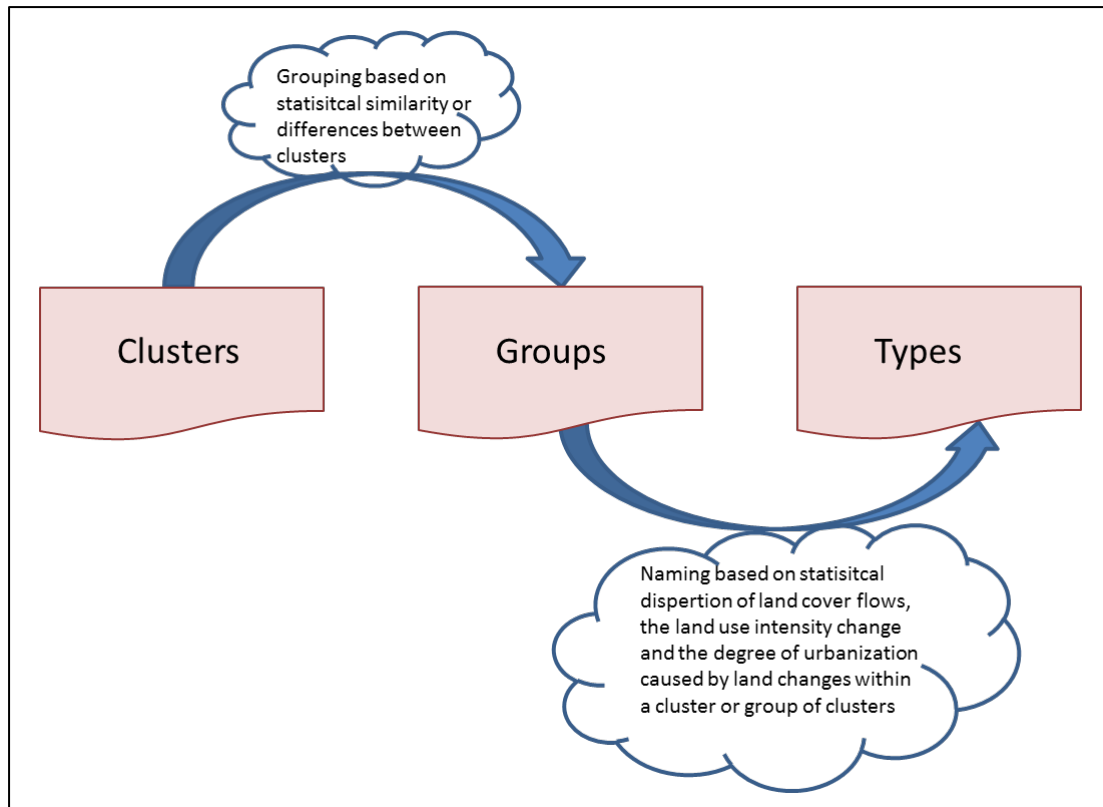 Grouping based on
statisitcal similarity or
differences between
clusters
Clusters
Groups
Types
Naming based on statisitcal
dispertion of land cover flows,
the land use intensity change
and the degree of urbanization
caused by land changes within
a cluster or group of clusters